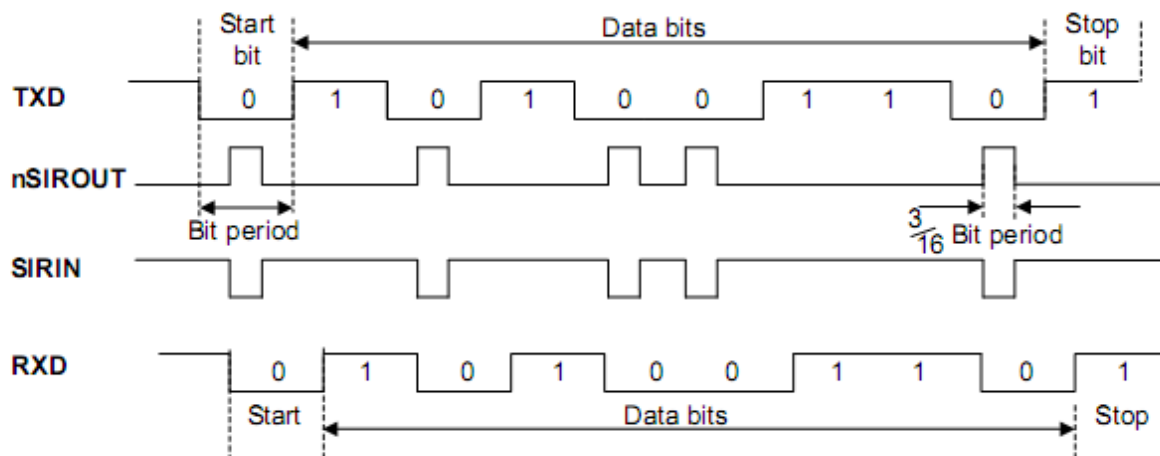 Start bit
Data bits
Stop bit
TXD
0 1 0 1 0 0 1 1 0 1
nSIROUT
Bit period
3/16 Bit period
SIRIN
RXD
0 1 0 1 0 0 1 1 0 1
Start
Data bits
Stop